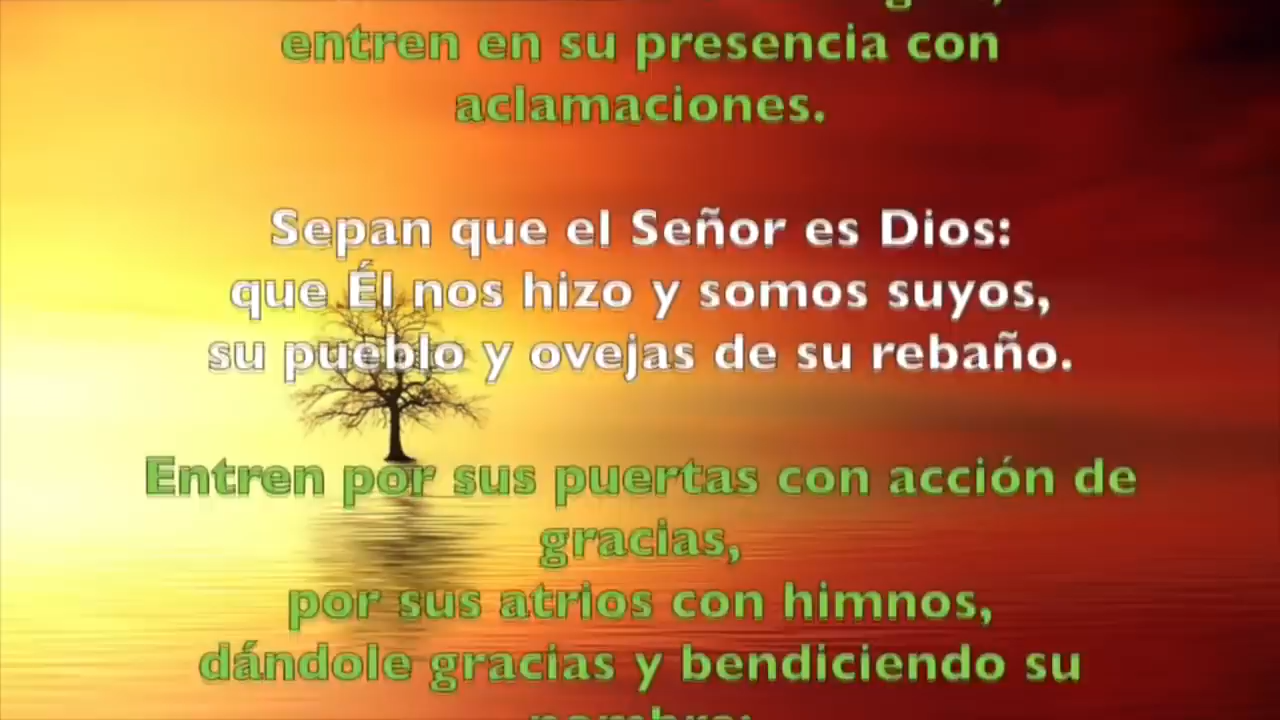 entren en su presencia con
aclamaciones.
Sepan que el Señor es Dios:
que Él nos hizo y somos suyos,
su pueblo y ovejas de su rebaño.
Entren por sus puertas con acción de
gracias,
por sus atrios con himnos,
dándole gracias y bendiciendo su